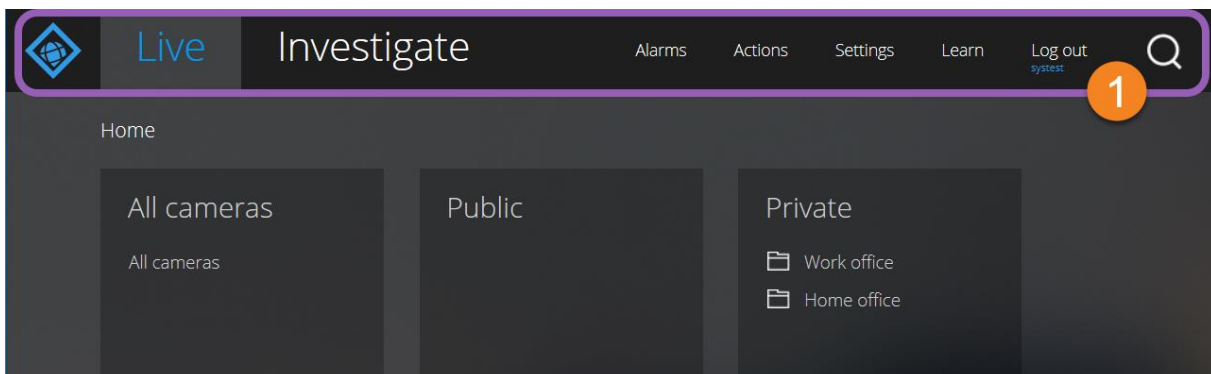 Live Investigate Alarms Actions Settings Learn Log out
systest
1
Home
All cameras Public Private
All cameras Work office
Home office